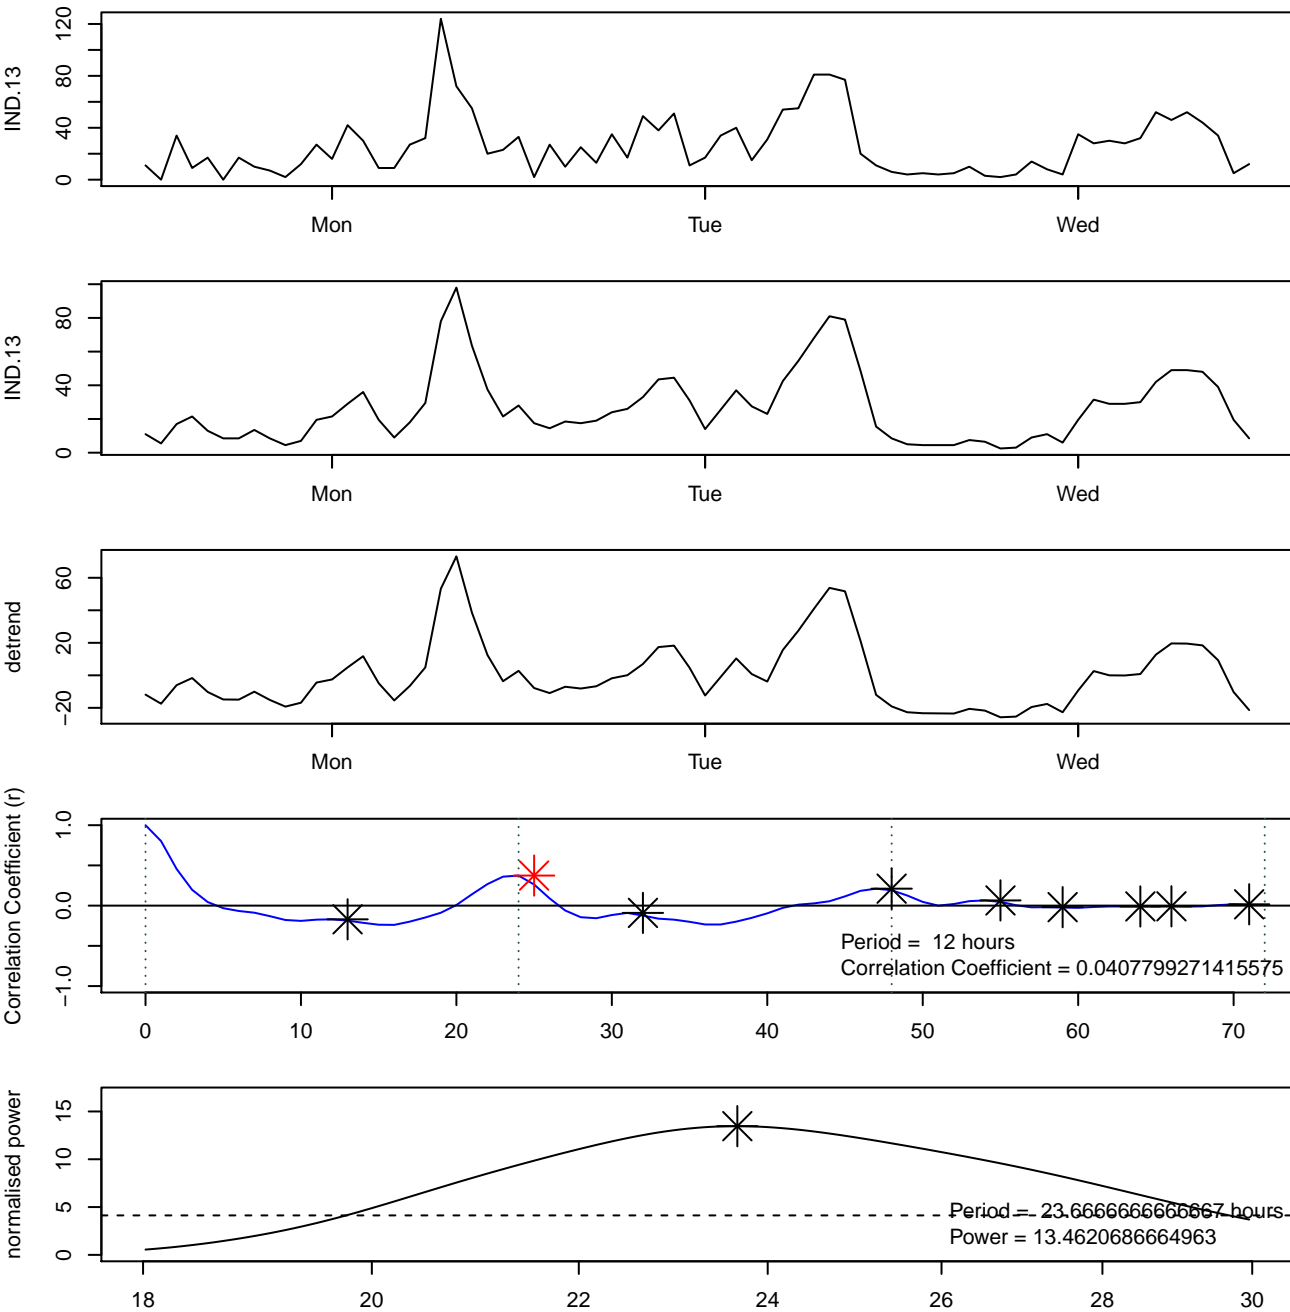 IND.13
0 40 80 120
Mon Tue Wed
IND.13
0 40 80
Mon Tue Wed
detrend
−20 20 60
Mon Tue Wed
Correlation Coefficient (r)
−1.0 0.0 1.0
Period = 12 hours
Correlation Coefficient = 0.0407799271415575
0 10 20 30 40 50 60 70
normalised power
0 5 10 15
Period = 23.6666666666667 hours
Power = 13.4620686664963
18 20 22 24 26 28 30